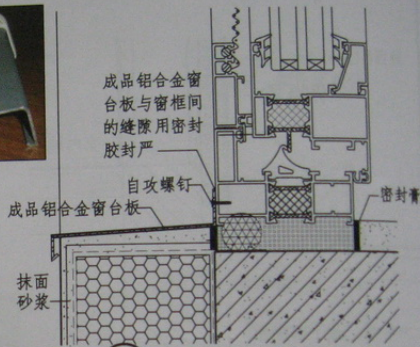 成品铝合金窗
台板与窗框间
的缝隙用密封
胶封严
自攻螺钉
成品铝合金窗台板
密封膏
抹面
砂浆